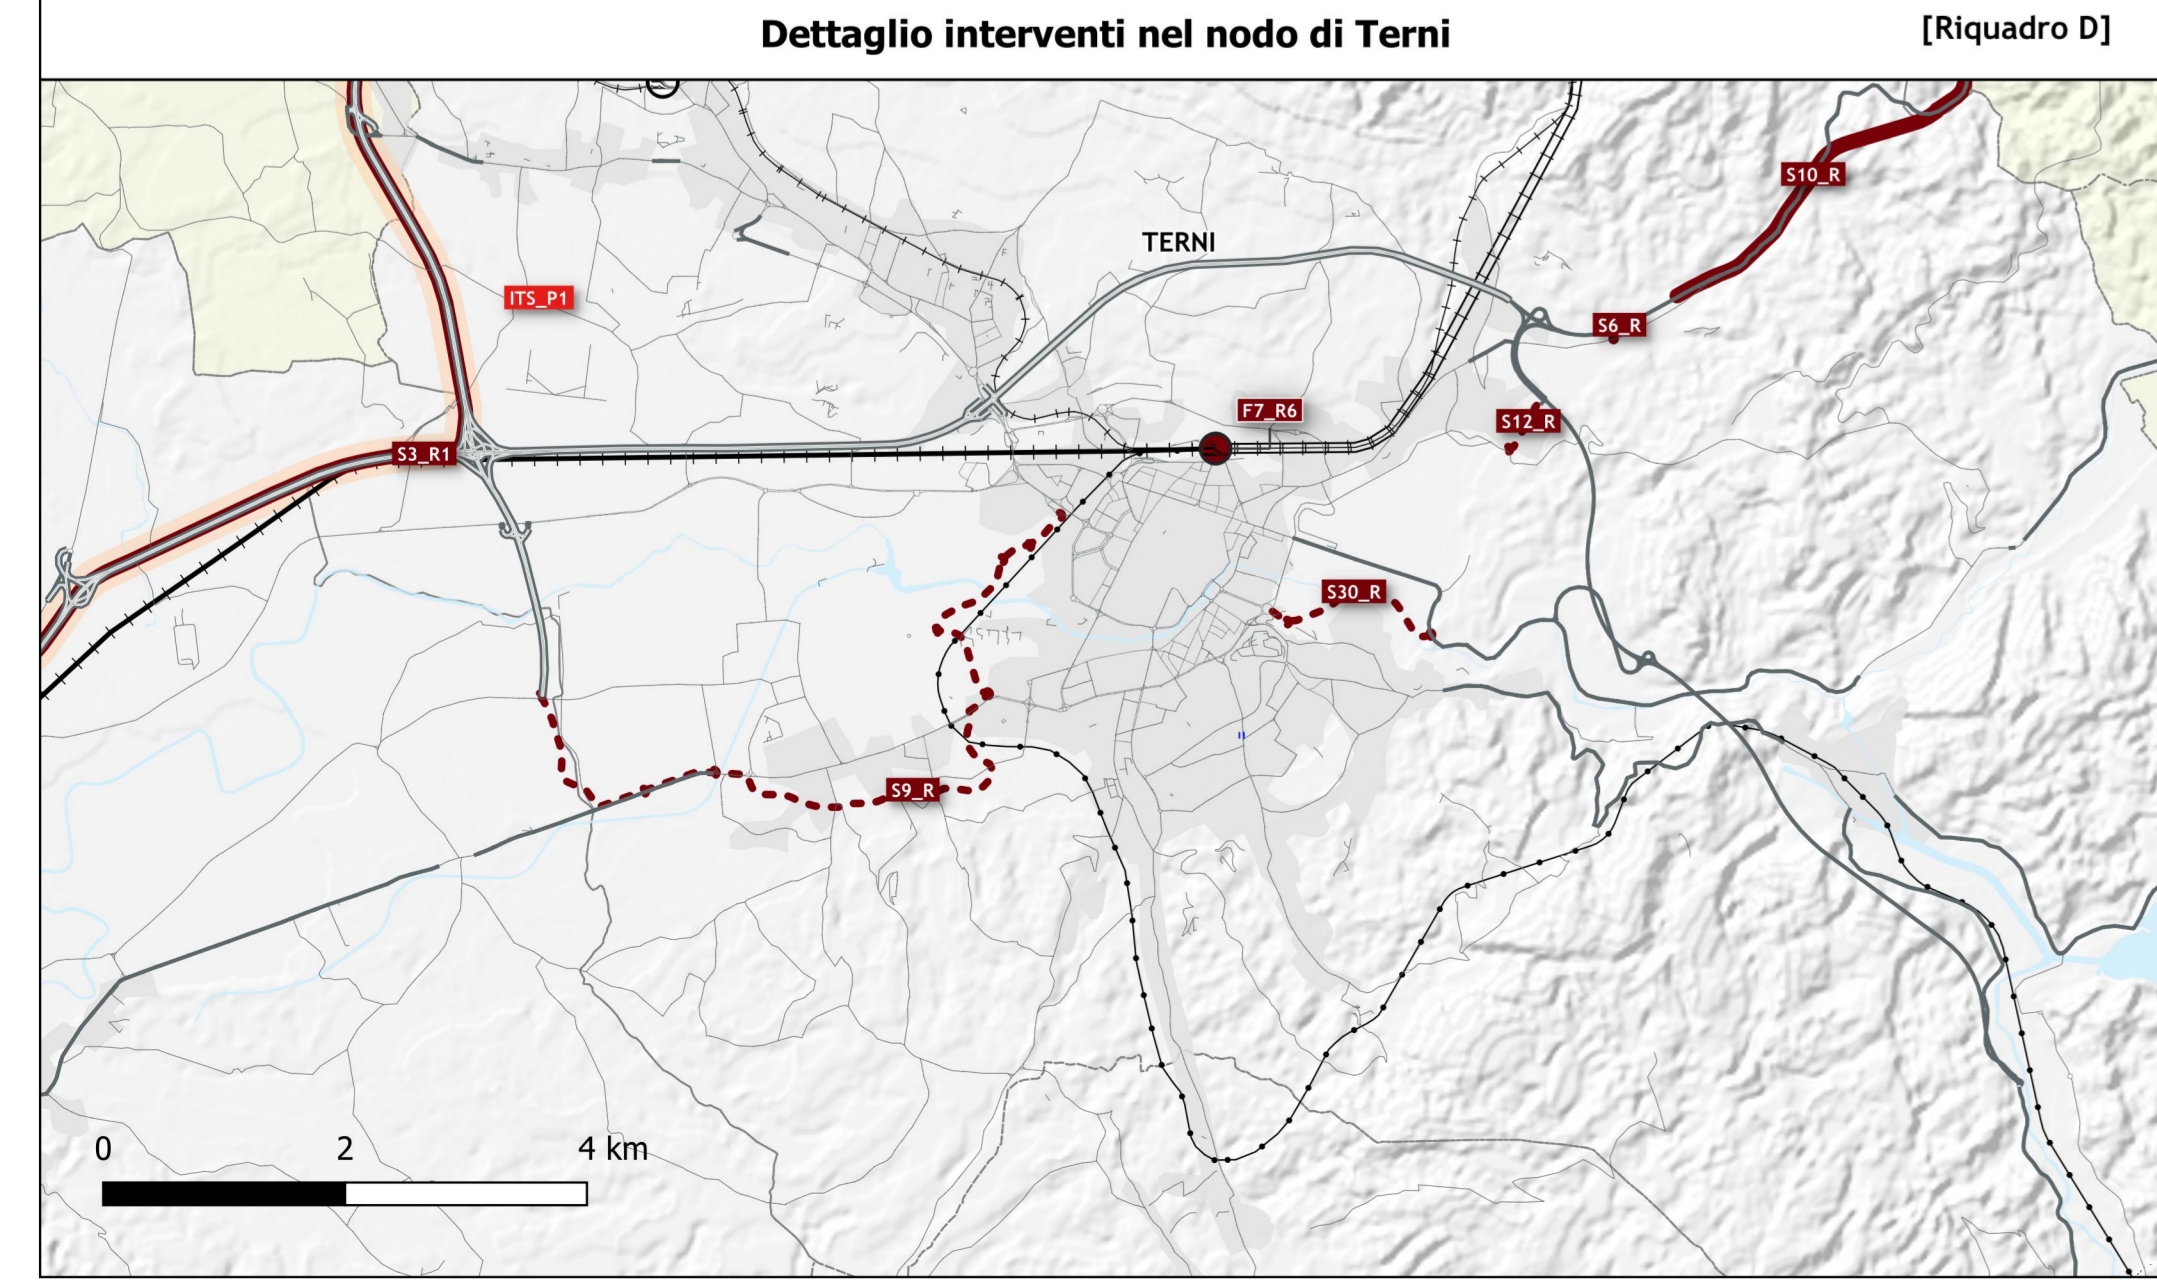 Dettaglio interventi nel nodo di Terni
[Riquadro D]
S10_R
TERNI
ITS_P1
S6_R
F7_R6
S12_R
S3_R1
S30_R
S9_R
0 2 4 km